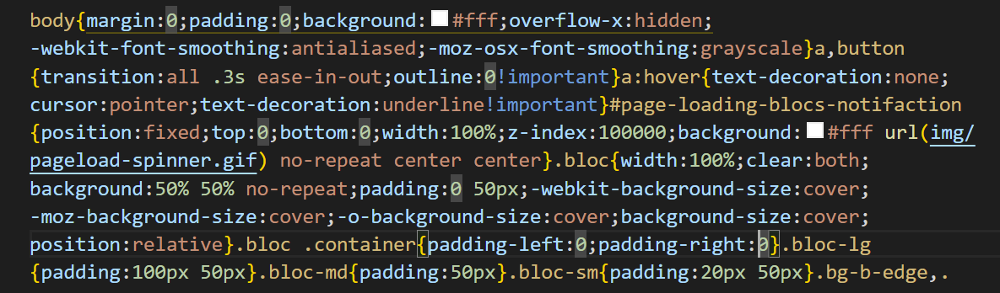 body{margin:0;padding:0;background:#fff;overflow-x:hidden;
-webkit-font-smoothing:antialiased;-moz-osx-font-smoothing:grayscale}a,button
{transition:all .3s ease-in-out;outline:0!important}a:hover{text-decoration:none;
cursor:pointer;text-decoration:underline!important}#page-loading-blocs-notifaction
{position:fixed;top:0;bottom:0;width:100%;z-index:100000;background:#fff url(img/
pageload-spinner.gif) no-repeat center center}.bloc{width:100%;clear:both;
background:50% 50% no-repeat;padding:0 50px;-webkit-background-size:cover;
-moz-background-size:cover;-o-background-size:cover;background-size:cover;
position:relative}.bloc .container{padding-left:0;padding-right:0}.bloc-lg
{padding:100px 50px}.bloc-md{padding:50px}.bloc-sm{padding:20px 50px}.bg-b-edge,.